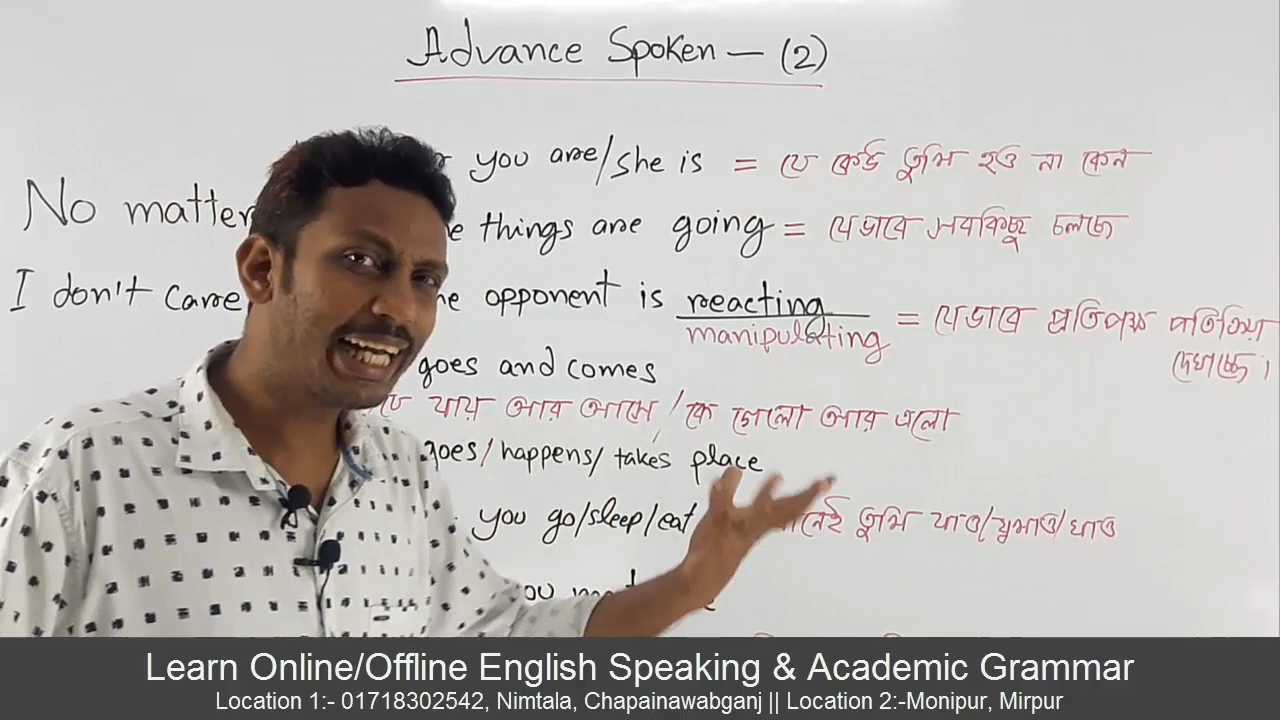 Advance Spoken — (2)
you are/she is = যে কেউ তুমি হও না কেন
No matter
things are going = যেভাবে সবকিছু চলছে
I don't care
opponent is reacting = যেভাবে প্রতিপক্ষ পতিক্রিয়া
manipulating
দেখাচ্ছে।
goes and comes
যায় আর আসে / কে গেলো আর এলো
goes/happens/takes place
you go/sleep/eat তুমি যাও/ঘুমাও/খাও
Learn Online/Offline English Speaking & Academic Grammar
Location 1:- 01718302542, Nimtala, Chapainawabganj || Location 2:-Monipur, Mirpur